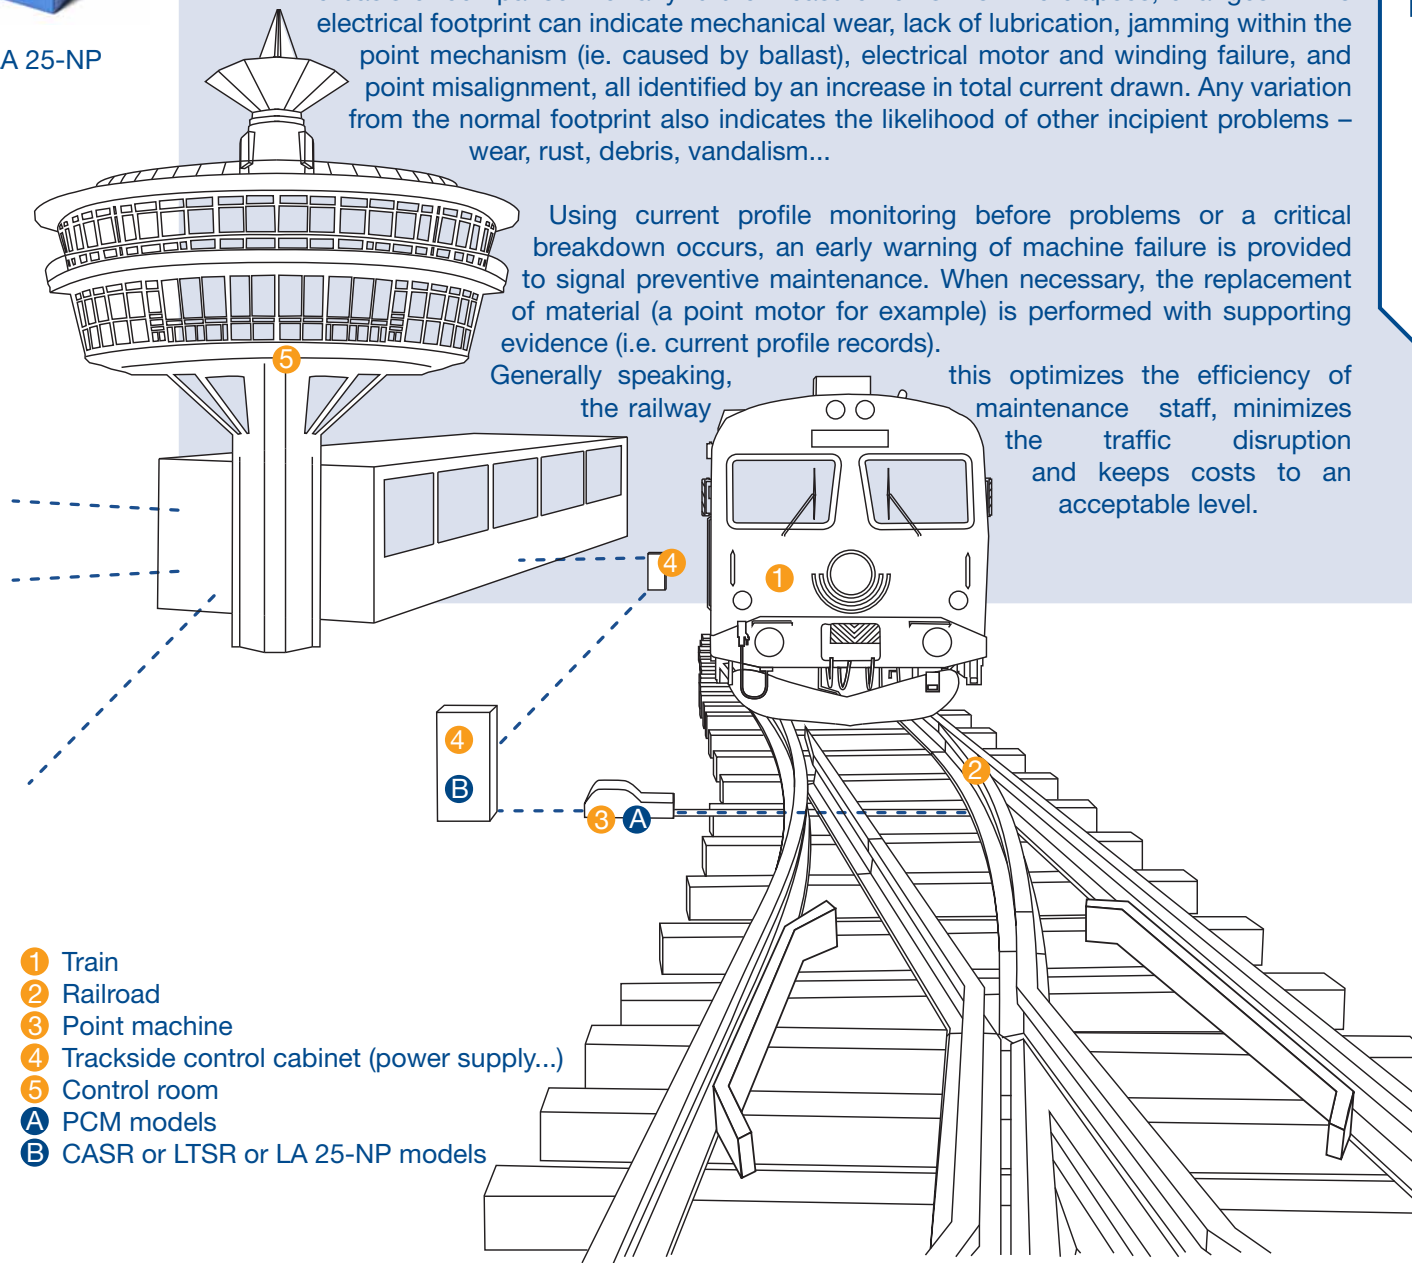 A 25-NP
electrical footprint can indicate mechanical wear, lack of lubrication, jamming within the
point mechanism (ie. caused by ballast), electrical motor and winding failure, and
point misalignment, all identified by an increase in total current drawn. Any variation
from the normal footprint also indicates the likelihood of other incipient problems –
wear, rust, debris, vandalism...
Using current profile monitoring before problems or a critical
breakdown occurs, an early warning of machine failure is provided
to signal preventive maintenance. When necessary, the replacement
of material (a point motor for example) is performed with supporting
evidence (i.e. current profile records).
Generally speaking, this optimizes the efficiency of
the railway maintenance staff, minimizes
the traffic disruption
and keeps costs to an
acceptable level.
5
4
1
4
B
2
3 A
1 Train
2 Railroad
3 Point machine
4 Trackside control cabinet (power supply...)
5 Control room
A PCM models
B CASR or LTSR or LA 25-NP models